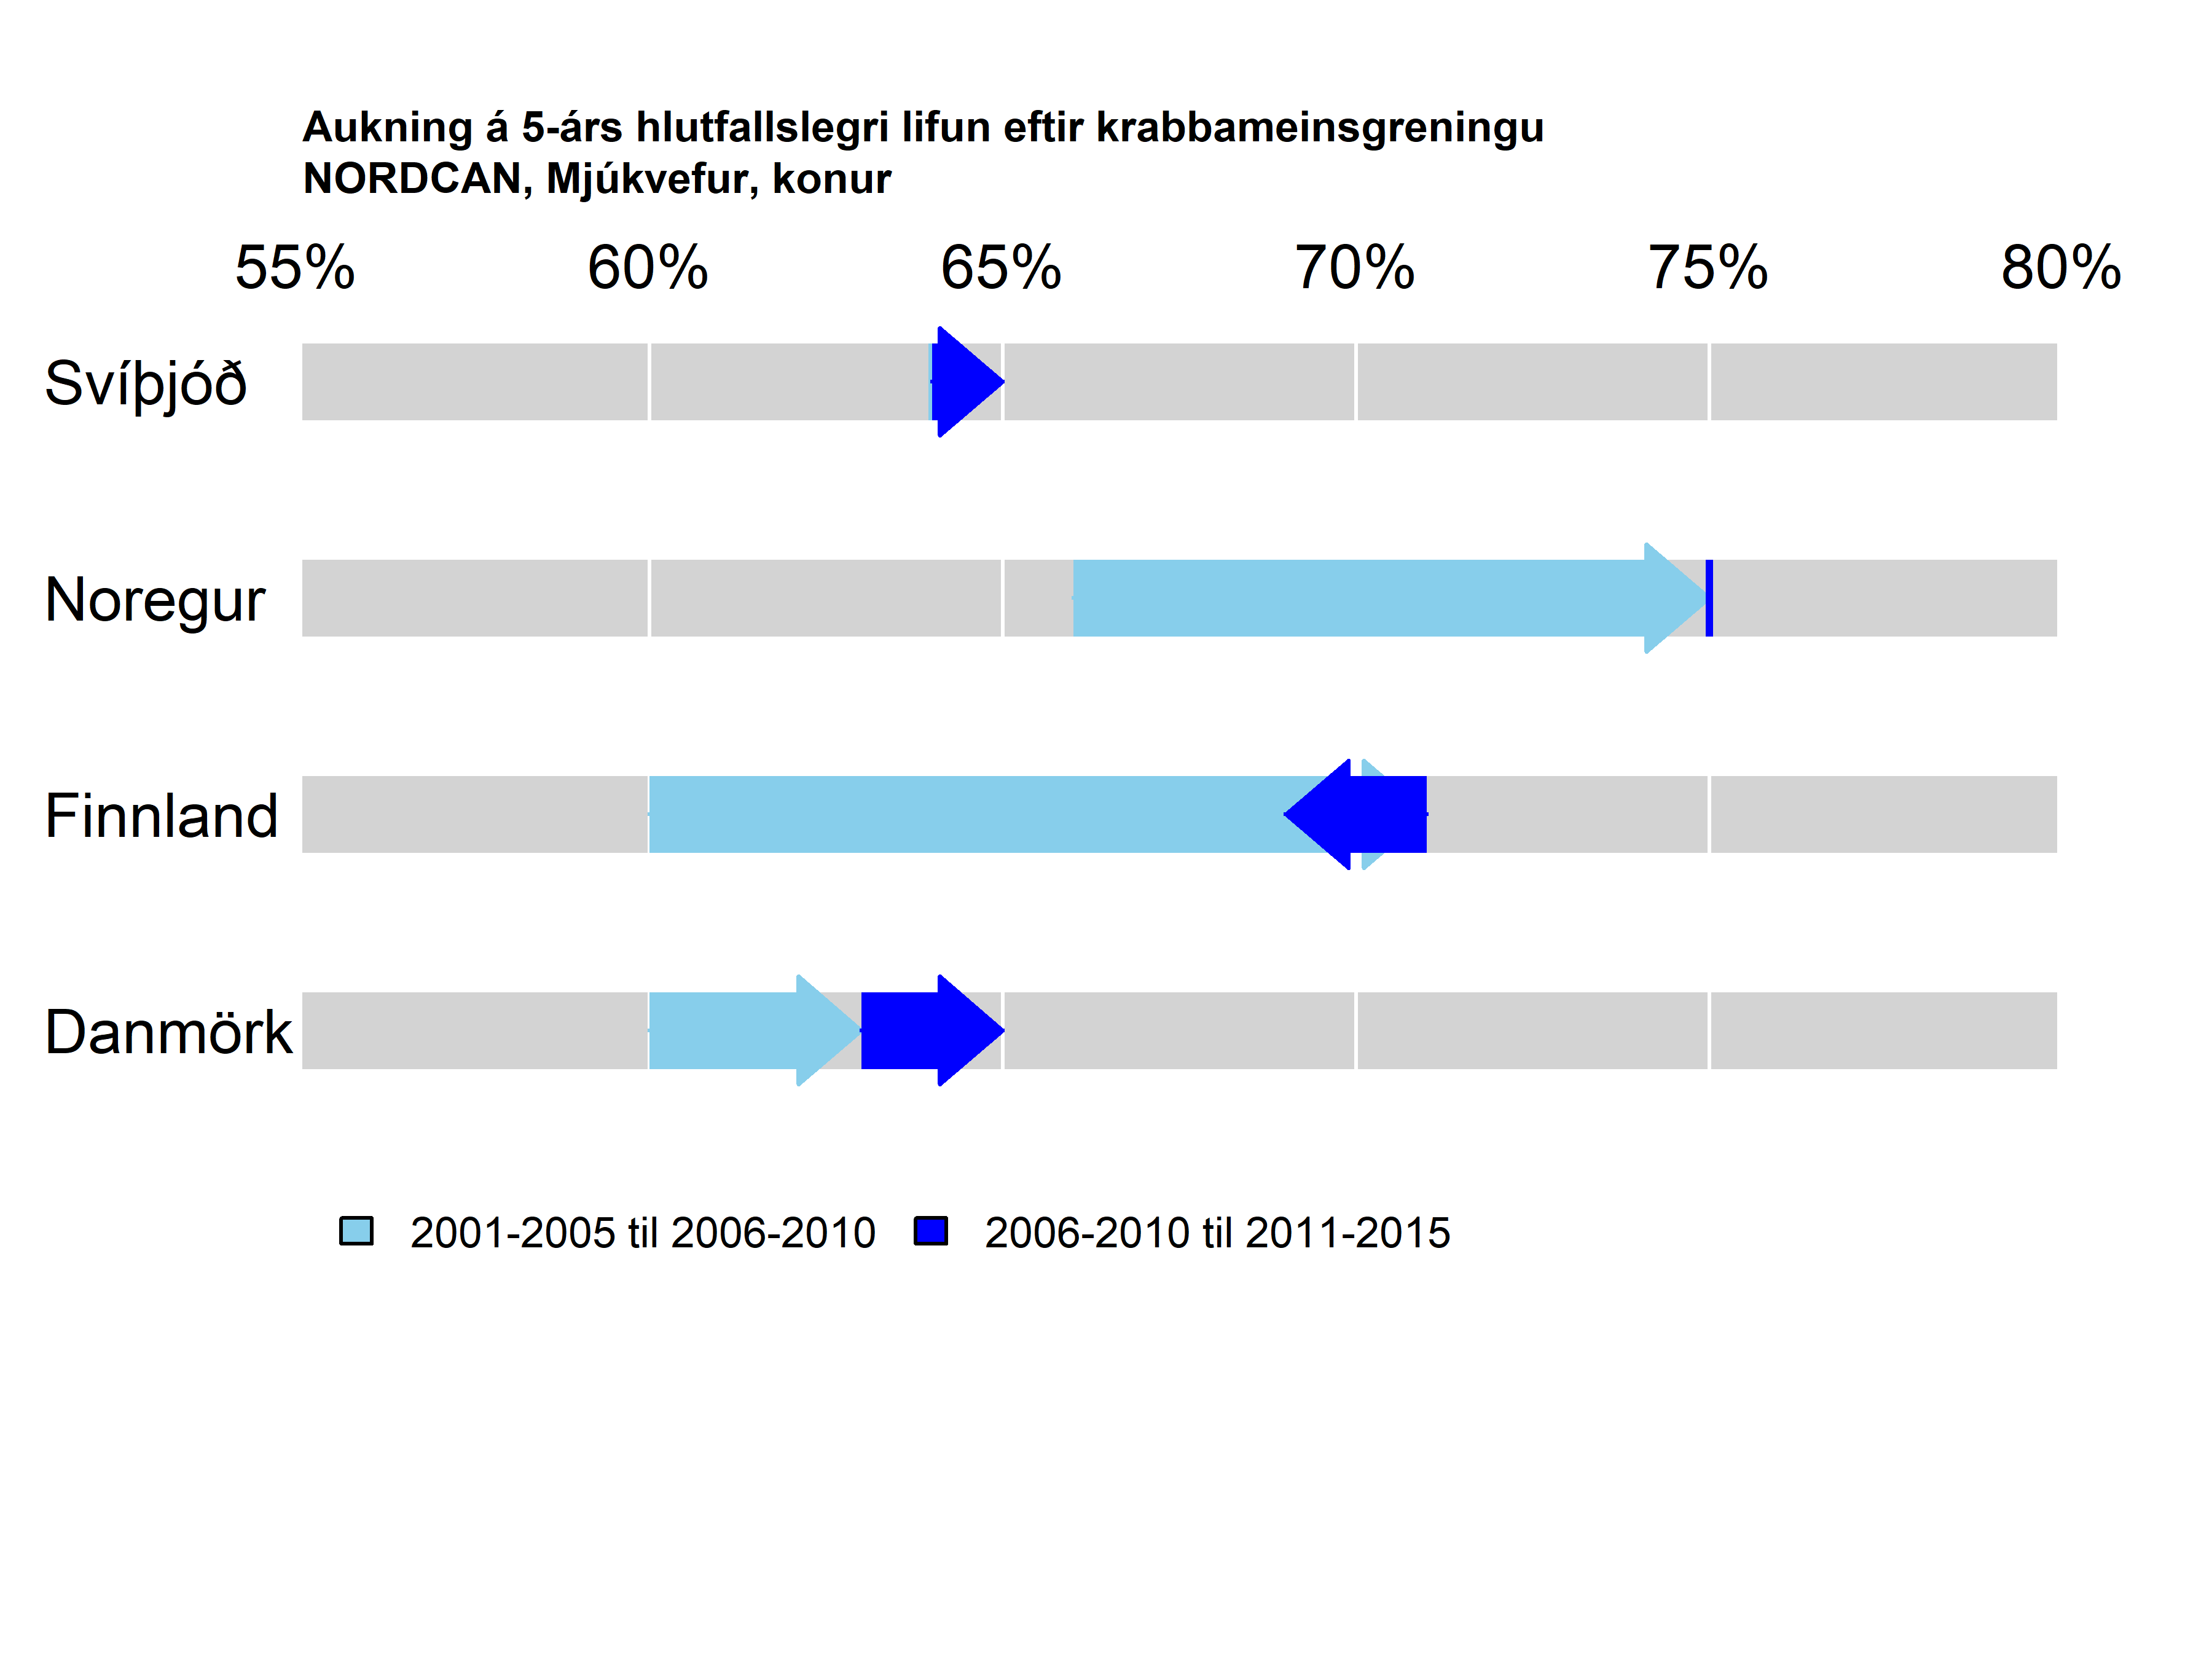 Aukning á 5-árs hlutfallslegri lifun eftir krabbameinsgreningu
NORDCAN, Mjúkvefur, konur
55% 60% 65% 70% 75% 80%
Svíþjóð
Noregur
Finnland
Danmörk
2001-2005 til 2006-2010 2006-2010 til 2011-2015